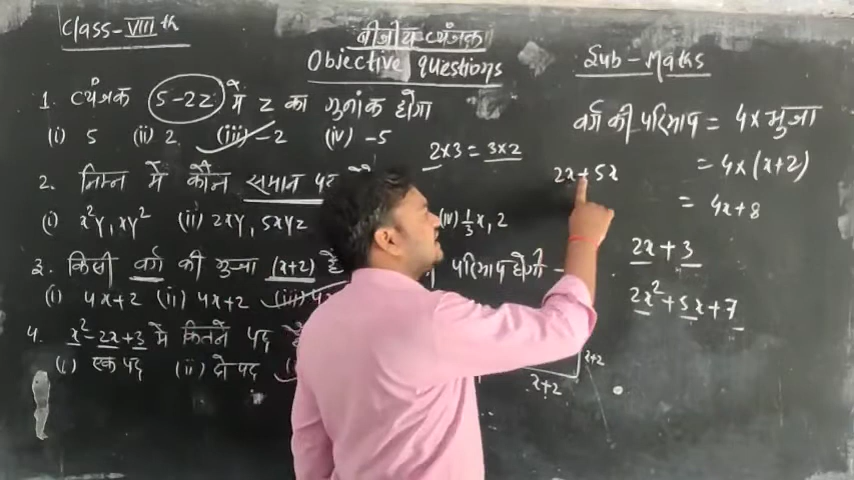 Class-VIIIth
बीजीय व्यंजक
Objective questions
Sub-Maths
1. व्यंजक 5-2z में z का गुनांक होगा
(i) 5 (ii) 2 (iii) -2 (iv) -5
2. निम्न में कौन समान
(i) x²y, xy² (ii) 2xy, 5xyz (iv) 1/3x, 2
3. किसी वर्ग की भुजा (x+2) है परिमाप होगी -
(i) 4x+2 (ii) 4x+2 (iii) 4x
4. x²-2x+3 में कितने पद
(i) एक पद (ii) दो पद
2x3 = 3x2
2x+5x
वर्ग की परिमाप = 4x भुजा
= 4x(x+2)
= 4x+8
2x+3
2x²+5x+7
x+2
x+2